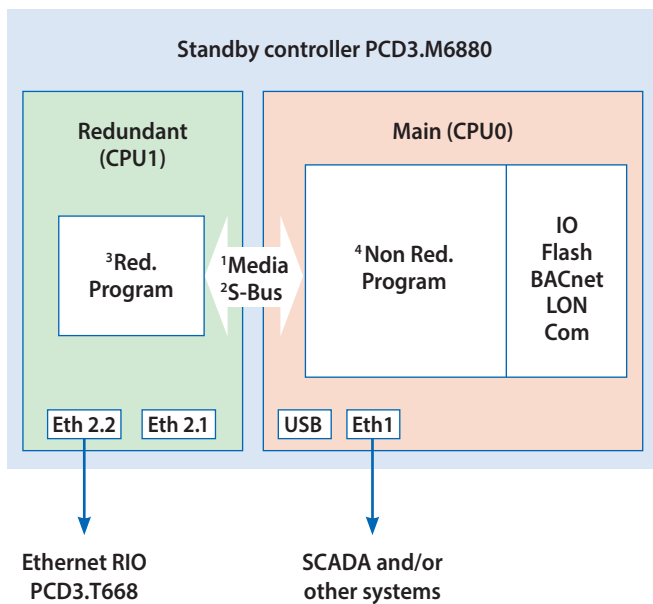 Standby controller PCD3.M6880
Redundant
(CPU1)
Main (CPU0)
³Red.
Program
¹Media
²S-Bus
⁴Non Red.
Program
IO
Flash
BACnet
LON
Com
Eth 2.2
Eth 2.1
USB
Eth1
Ethernet RIO
PCD3.T668
SCADA and/or
other systems